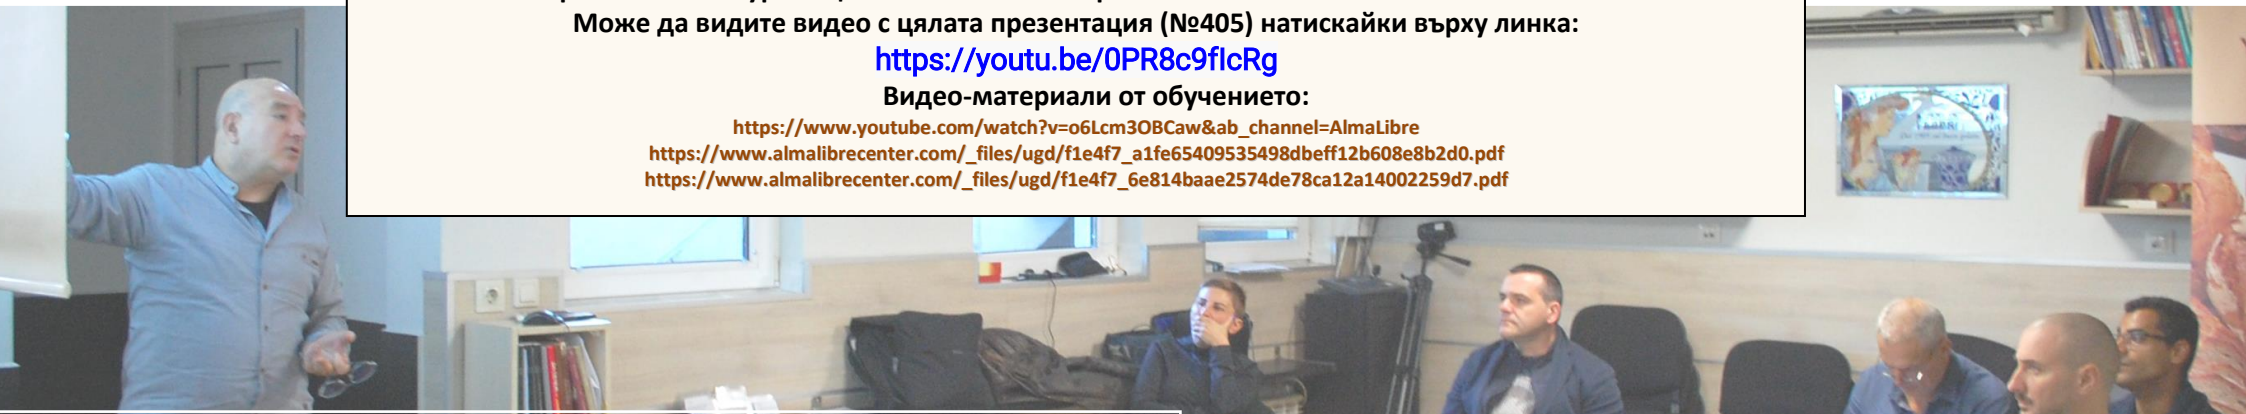 Може да видите видео с цялата презентация (№405) натискайки върху линка:
https://youtu.be/0PR8c9fIcRg
Видео-материали от обучението:
https://www.youtube.com/watch?v=o6Lcm3OBCaw&ab_channel=AlmaLibre
https://www.almalibrecenter.com/_files/ugd/f1e4f7_a1fe65409535498dbeff12b608e8b2d0.pdf
https://www.almalibrecenter.com/_files/ugd/f1e4f7_6e814baae2574de78ca12a14002259d7.pdf